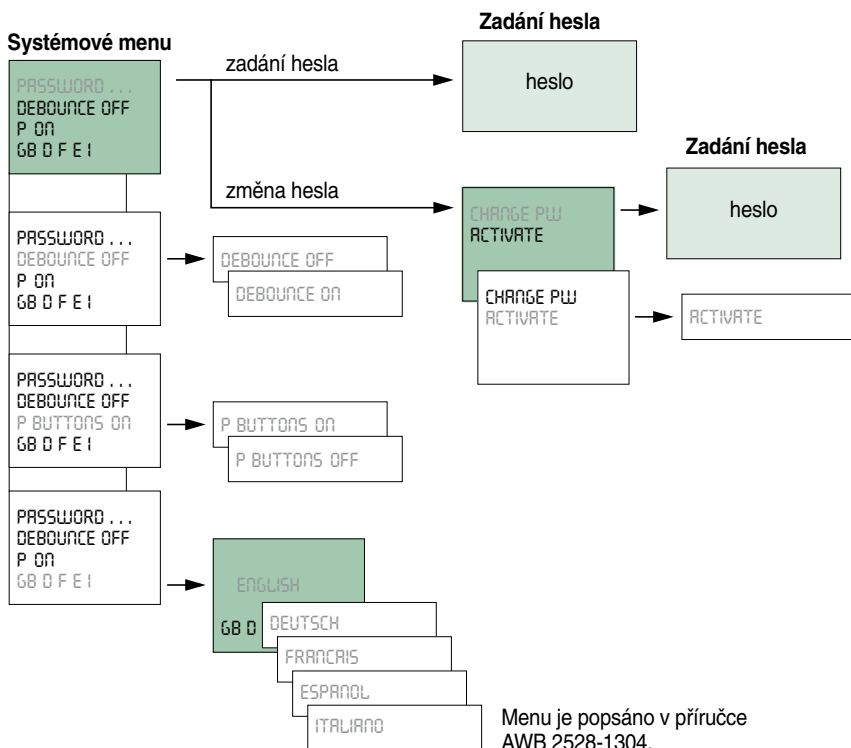 Systémové menu
PASSWORD ...
DEBOUNCE OFF
P ON
GB D F E I
zadání hesla
Zadání hesla
heslo
změna hesla
CHANGE PW
ACTIVATE
Zadání hesla
heslo
CHANGE PW
ACTIVATE
ACTIVATE
PASSWORD ...
DEBOUNCE OFF
P ON
GB D F E I
DEBOUNCE OFF
DEBOUNCE ON
PASSWORD ...
DEBOUNCE OFF
P BUTTONS ON
GB D F E I
P BUTTONS ON
P BUTTONS OFF
PASSWORD ...
DEBOUNCE OFF
P ON
GB D F E I
ENGLISH
GB D
DEUTSCH
FRANCAIS
ESPANOL
ITALIANO
Menu je popsáno v příručce
AWB 2528-1304.